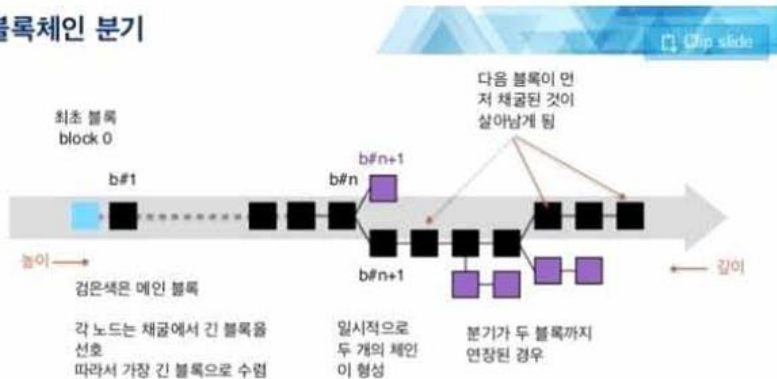 블록체인 분기
Clip slide
다음 블록이 먼
저 채굴된 것이
살아남게 됨
최초 블록
block 0
b#1
b#n
b#n+1
b#n+1
높이
깊이
검은색은 메인 블록
각 노드는 채굴에서 긴 블록을
선호
따라서 가장 긴 블록으로 수렴
일시적으로
두 개의 체인
이 형성
분기가 두 블록까지
연장된 경우